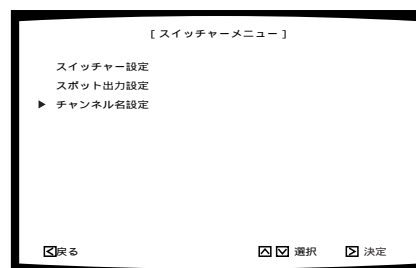 [スイッチャーメニュー]
スイッチャー設定
スポット出力設定
▶ チャンネル名設定
戻る 選択 決定